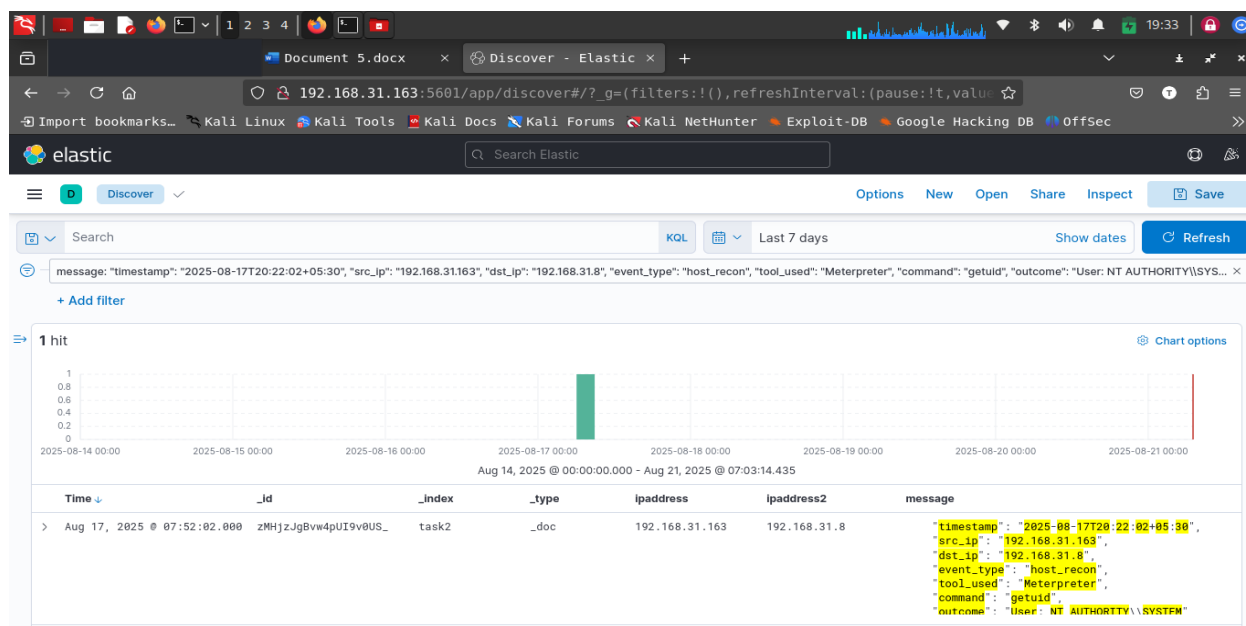 1 2 3 4 19:33
Document 5.docx × Discover - Elastic × +
192.168.31.163:5601/app/discover#/?_g=(filters:!(),refreshInterval:(pause:!t,value
Import bookmarks… Kali Linux Kali Tools Kali Docs Kali Forums Kali NetHunter Exploit-DB Google Hacking DB OffSec
elastic Search Elastic
D Discover Options New Open Share Inspect Save
Search KQL Last 7 days Show dates Refresh
message: "timestamp": "2025-08-17T20:22:02+05:30", "src_ip": "192.168.31.163", "dst_ip": "192.168.31.8", "event_type": "host_recon", "tool_used": "Meterpreter", "command": "getuid", "outcome": "User: NT AUTHORITY\\SYS... ×
+ Add filter
1 hit Chart options
1
0.8
0.6
0.4
0.2
0
2025-08-14 00:00 2025-08-15 00:00 2025-08-16 00:00 2025-08-17 00:00 2025-08-18 00:00 2025-08-19 00:00 2025-08-20 00:00 2025-08-21 00:00
Aug 14, 2025 @ 00:00:00.000 - Aug 21, 2025 @ 07:03:14.435
Time _id _index _type ipaddress ipaddress2 message
Aug 17, 2025 @ 07:52:02.000 zMHjzJgBvw4pUI9v0US_ task2 _doc 192.168.31.163 192.168.31.8 "timestamp": "2025-08-17T20:22:02+05:30",
"src_ip": "192.168.31.163",
"dst_ip": "192.168.31.8",
"event_type": "host_recon",
"tool_used": "Meterpreter",
"command": "getuid",
"outcome": "User: NT AUTHORITY\\SYSTEM"